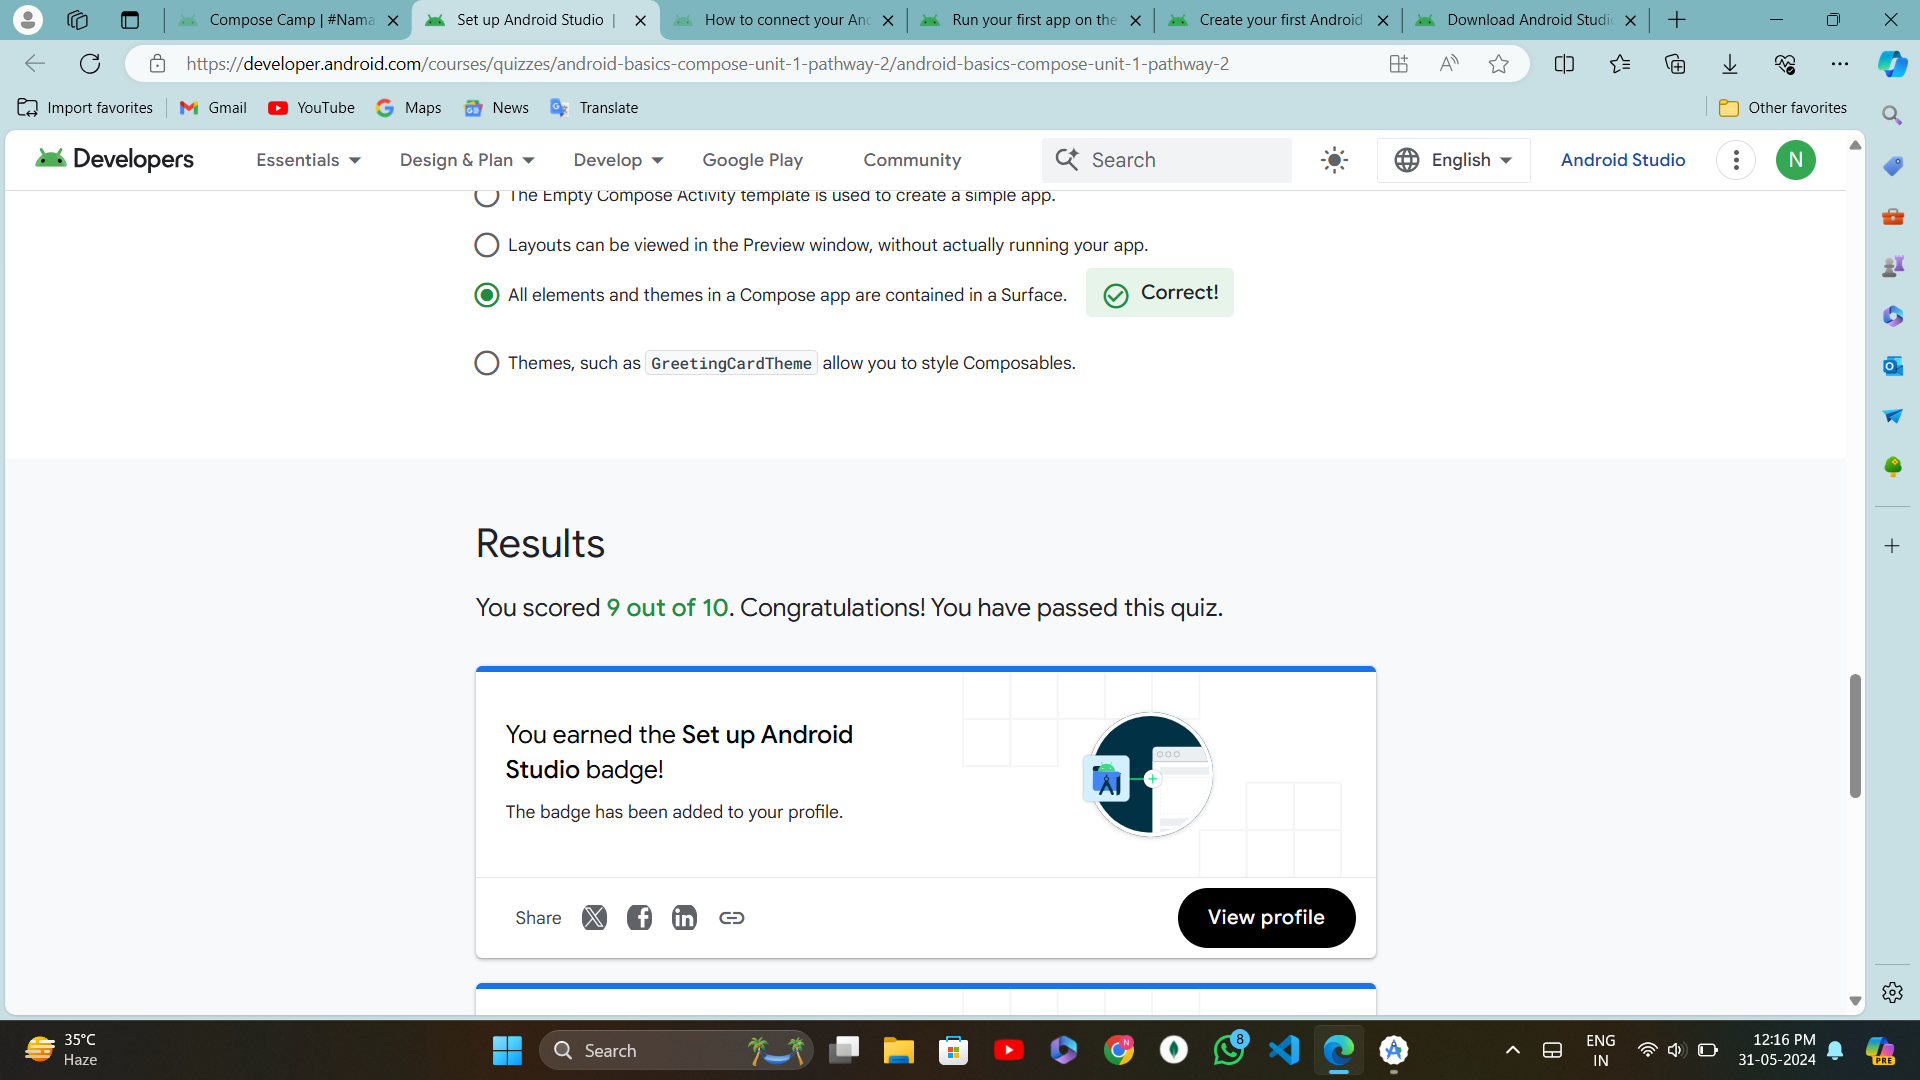 Compose Camp | #Nama
Set up Android Studio |
How to connect your And
Run your first app on the
Create your first Android
Download Android Studio
https://developer.android.com/courses/quizzes/android-basics-compose-unit-1-pathway-2/android-basics-compose-unit-1-pathway-2
Import favorites
Gmail
YouTube
Maps
News
Translate
Other favorites
Developers
Essentials
Design & Plan
Develop
Google Play
Community
Search
English
Android Studio
N
The Empty Compose Activity template is used to create a simple app.
Layouts can be viewed in the Preview window, without actually running your app.
All elements and themes in a Compose app are contained in a Surface.
Correct!
Themes, such as GreetingCardTheme allow you to style Composables.
Results
You scored 9 out of 10. Congratulations! You have passed this quiz.
You earned the Set up Android
Studio badge!
The badge has been added to your profile.
Share
View profile
35°C
Haze
Search
N
8
ENG
IN
12:16 PM
31-05-2024
PRE